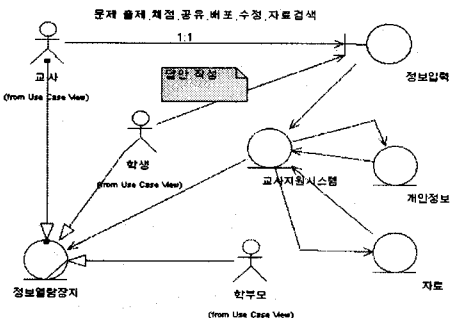 문제 출제,채점,공유,배포,수정,자료검색
1:1
교사
(from Use Case View)
답안 작성
정보입력
학생
(from Use Case View)
교사지원시스템
개인정보
정보열람장지
학부모
(from Use Case View)
자료